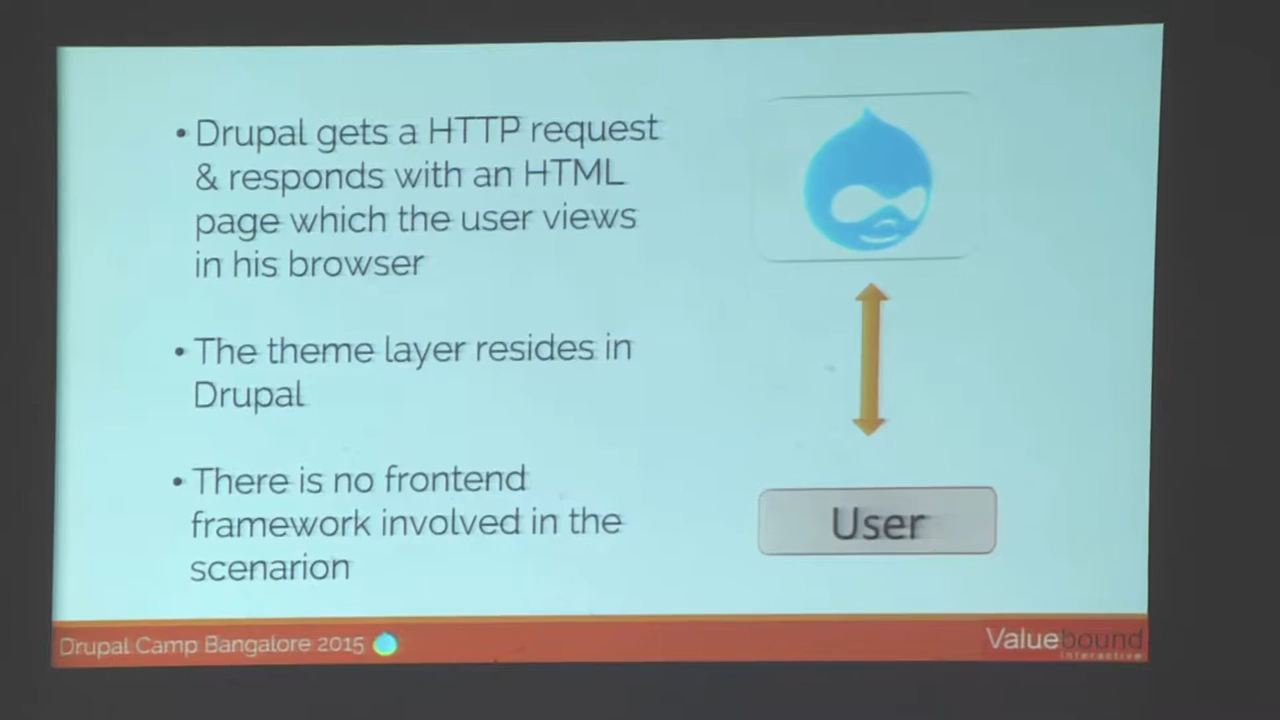 • Drupal gets a HTTP request
& responds with an HTML
page which the user views
in his browser
• The theme layer resides in
Drupal
• There is no frontend
framework involved in the
scenarion
User
Drupal Camp Bangalore 2015
Valuebound
interactive